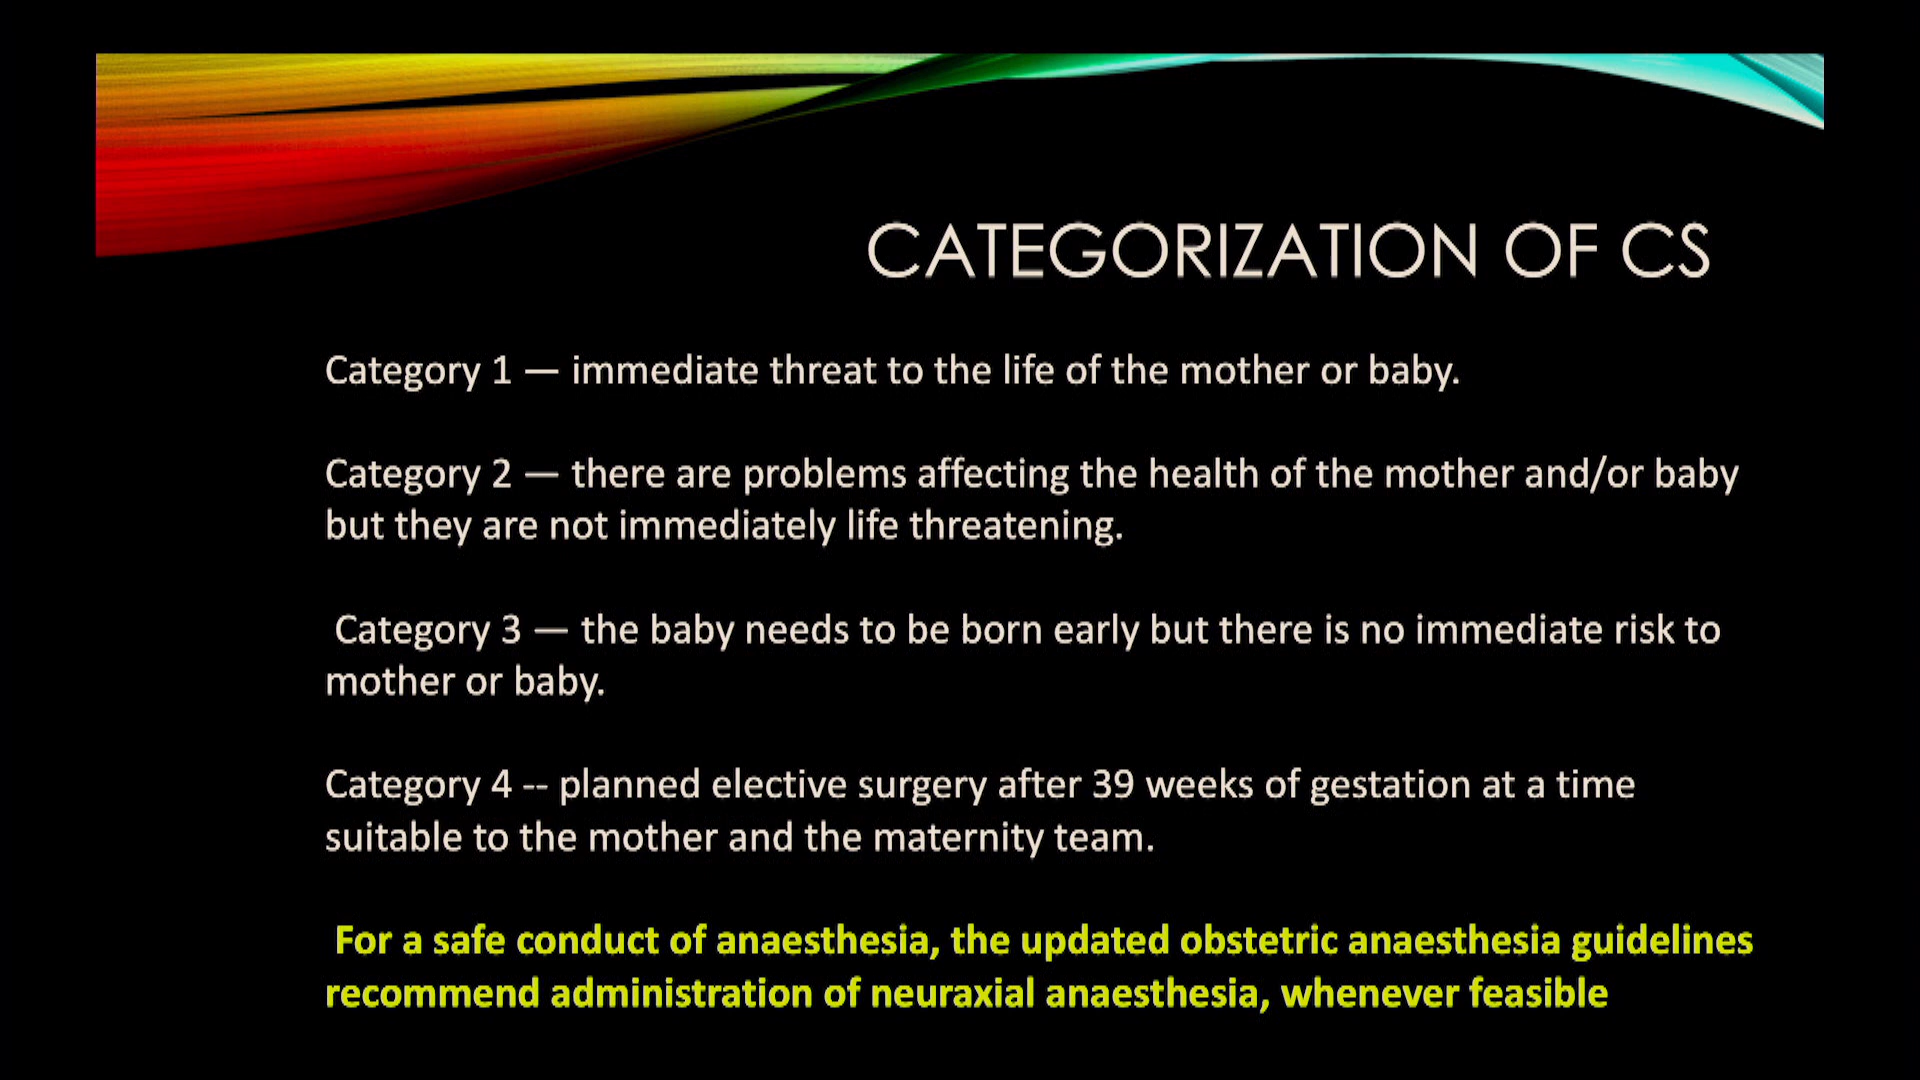 CATEGORIZATION OF CS
Category 1 — immediate threat to the life of the mother or baby.
Category 2 — there are problems affecting the health of the mother and/or baby
but they are not immediately life threatening.
Category 3 — the baby needs to be born early but there is no immediate risk to
mother or baby.
Category 4 -- planned elective surgery after 39 weeks of gestation at a time
suitable to the mother and the maternity team.
For a safe conduct of anaesthesia, the updated obstetric anaesthesia guidelines
recommend administration of neuraxial anaesthesia, whenever feasible